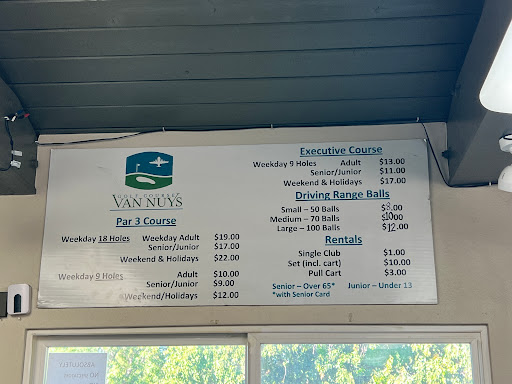 GOLF COURSE
VAN NUYS
Par 3 Course
Weekday 18 Holes Weekday Adult $19.00
Senior/Junior $17.00
Weekend & Holidays $22.00
Weekday 9 Holes Adult $10.00
Senior/Junior $9.00
Weekend/Holidays $12.00
Executive Course
Weekday 9 Holes Adult $13.00
Senior/Junior $11.00
Weekend & Holidays $17.00
Driving Range Balls
Small – 50 Balls $8.00
Medium – 70 Balls $10.00
Large – 100 Balls $12.00
Rentals
Single Club $1.00
Set (incl. cart) $10.00
Pull Cart $3.00
Senior – Over 65* Junior – Under 13
*with Senior Card
ABSOLUTELY
NO